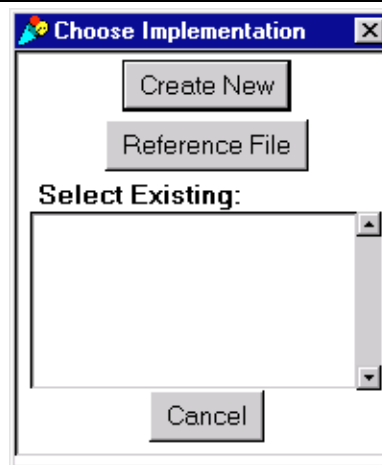 Choose Implementation
Create New
Reference File
Select Existing:
Cancel